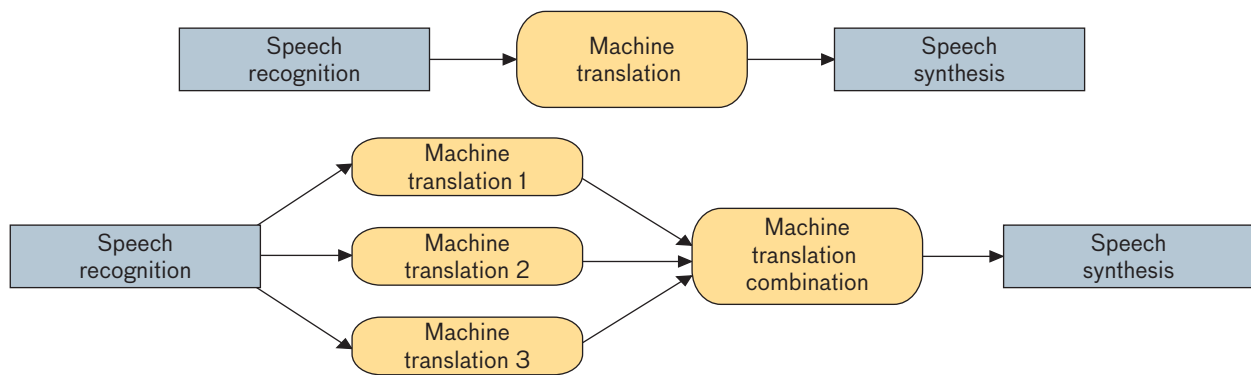 Speech
recognition
Machine
translation
Speech
synthesis
Machine
translation 1
Speech
recognition
Machine
translation 2
Machine
translation 3
Machine
translation
combination
Speech
synthesis